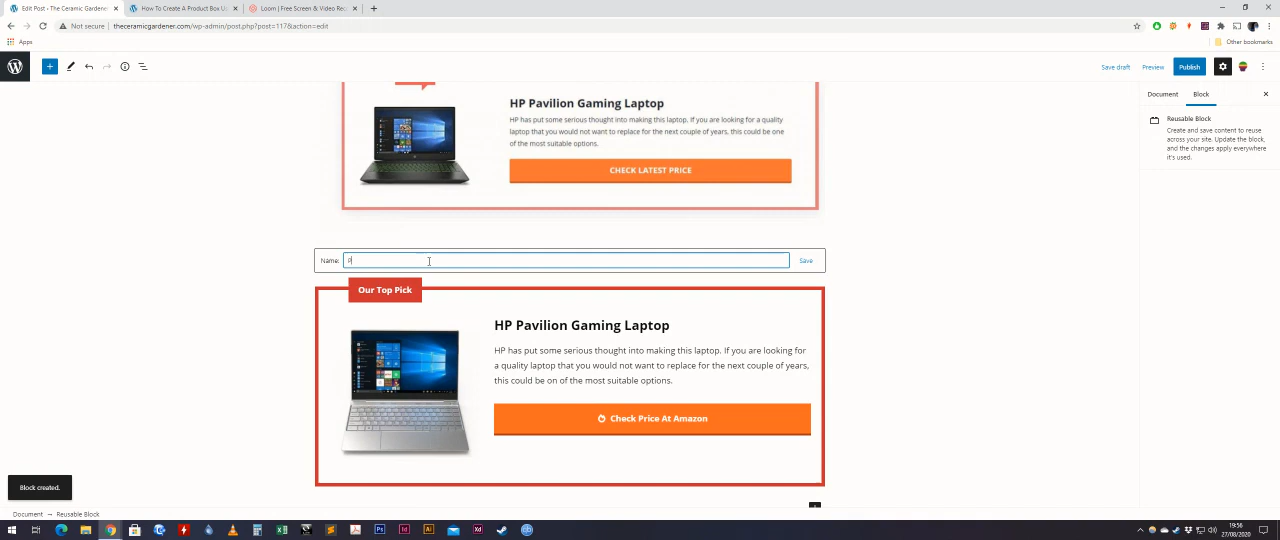 Edit Post - The Ceramic Gardener
How To Create A Product Box U
Loom | Free Screen & Video Rec
Not secure
theceramicgardener.com/wp-admin/post.php?post=117&action=edit
Apps
Other bookmarks
Save draft
Preview
Publish
Document
Block
Reusable Block
Create and save content to reuse
across your site. Update the block,
and the changes apply everywhere
it's used.
HP Pavilion Gaming Laptop
HP has put some serious thought into making this laptop. If you are looking for a quality
laptop that you would not want to replace for the next couple of years, this could be one
of the most suitable options.
CHECK LATEST PRICE
Name: P
Save
Our Top Pick
HP Pavilion Gaming Laptop
HP has put some serious thought into making this laptop. If you are looking for
a quality laptop that you would not want to replace for the next couple of years,
this could be on of the most suitable options.
Check Price At Amazon
Block created.
Document → Reusable Block
19:56
27/08/2020